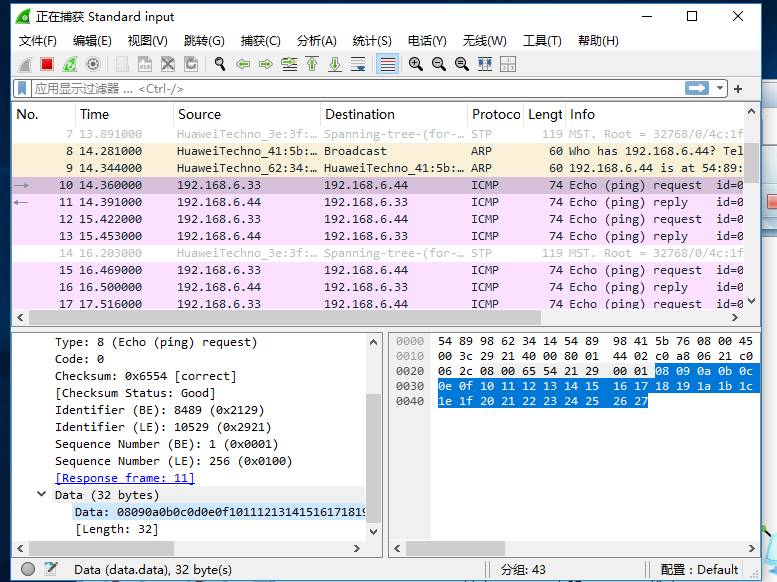 正在捕获 Standard input
文件(F) 编辑(E) 视图(V) 跳转(G) 捕获(C) 分析(A) 统计(S) 电话(Y) 无线(W) 工具(T) 帮助(H)
应用显示过滤器 … <Ctrl-/>
No. Time Source Destination Protoco Lengt Info
7 13.891000 HuaweiTechno_3e:3f:… Spanning-tree-(for-… STP 119 MST. Root = 32768/0/4c:1f
8 14.281000 HuaweiTechno_41:5b:… Broadcast ARP 60 Who has 192.168.6.44? Tel
9 14.344000 HuaweiTechno_62:34:… HuaweiTechno_41:5b:… ARP 60 192.168.6.44 is at 54:89:
10 14.360000 192.168.6.33 192.168.6.44 ICMP 74 Echo (ping) request id=0
11 14.391000 192.168.6.44 192.168.6.33 ICMP 74 Echo (ping) reply id=0
12 15.422000 192.168.6.33 192.168.6.44 ICMP 74 Echo (ping) request id=0
13 15.453000 192.168.6.44 192.168.6.33 ICMP 74 Echo (ping) reply id=0
14 16.203000 HuaweiTechno_3e:3f:… Spanning-tree-(for-… STP 119 MST. Root = 32768/0/4c:1f
15 16.469000 192.168.6.33 192.168.6.44 ICMP 74 Echo (ping) request id=0
16 16.500000 192.168.6.44 192.168.6.33 ICMP 74 Echo (ping) reply id=0
17 17.516000 192.168.6.33 192.168.6.44 ICMP 74 Echo (ping) request id=0
Type: 8 (Echo (ping) request)
Code: 0
Checksum: 0x6554 [correct]
[Checksum Status: Good]
Identifier (BE): 8489 (0x2129)
Identifier (LE): 10529 (0x2921)
Sequence Number (BE): 1 (0x0001)
Sequence Number (LE): 256 (0x0100)
[Response frame: 11]
Data (32 bytes)
Data: 08090a0b0c0d0e0f10111213141516171819
[Length: 32]
0000 54 89 98 62 34 14 54 89 98 41 5b 76 08 00 45
0010 00 3c 29 21 40 00 80 01 44 02 c0 a8 06 21 c0
0020 06 2c 08 00 65 54 21 29 00 01 08 09 0a 0b 0c
0030 0e 0f 10 11 12 13 14 15 16 17 18 19 1a 1b 1c
0040 1e 1f 20 21 22 23 24 25 26 27
Data (data.data), 32 byte(s) 分组: 43 配置: Default